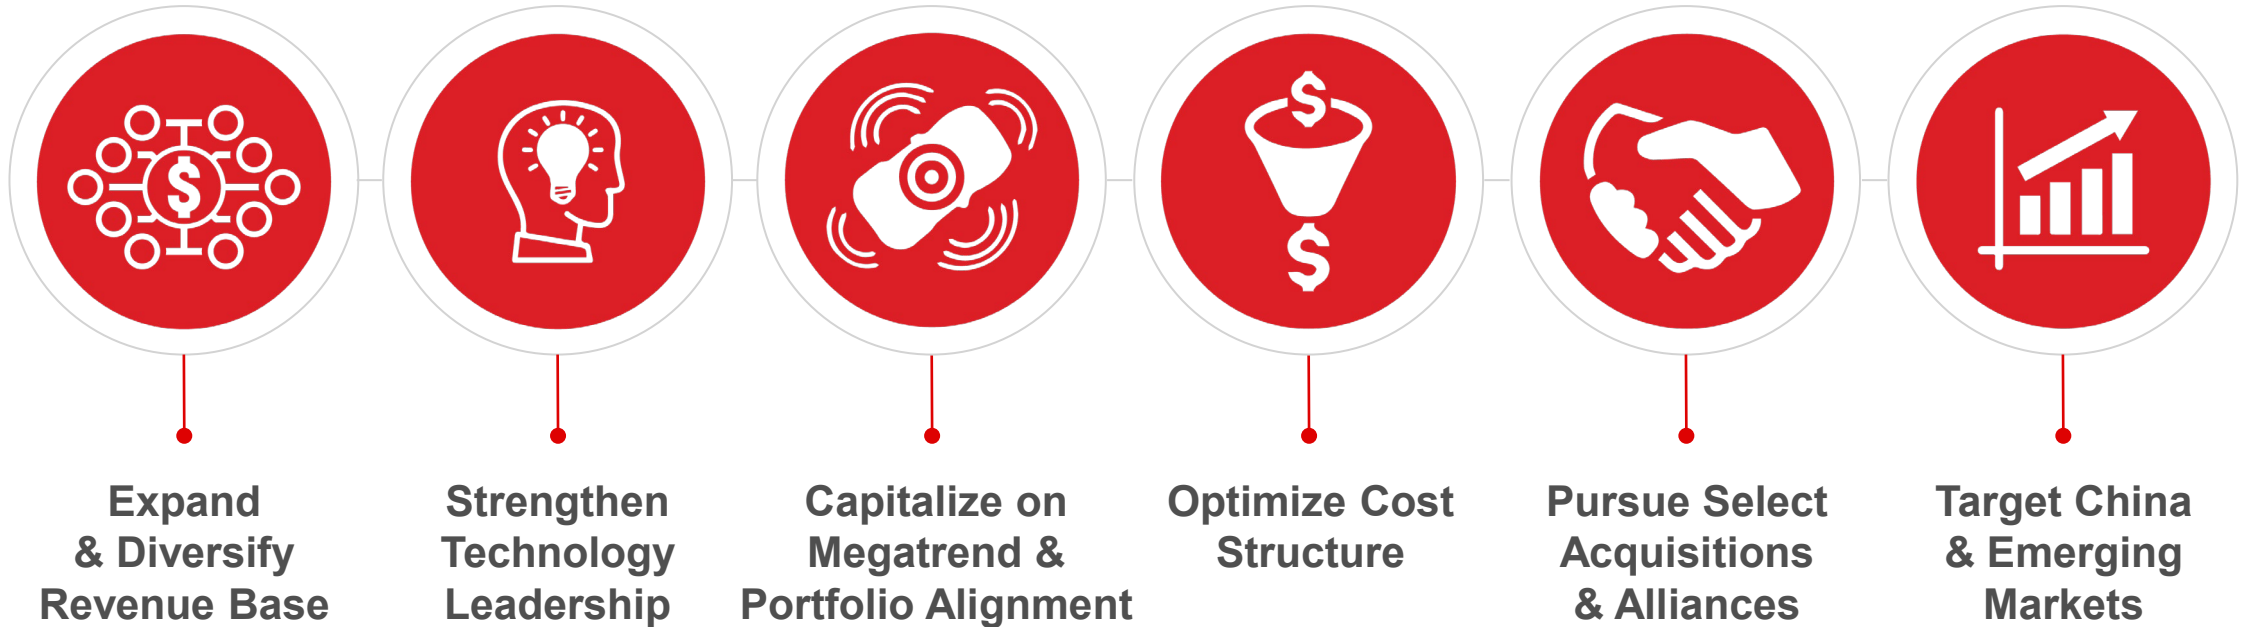 Expand
& Diversify
Revenue Base
Strengthen
Technology
Leadership
Capitalize on
Megatrend &
Portfolio Alignment
Optimize Cost
Structure
Pursue Select
Acquisitions
& Alliances
Target China
& Emerging
Markets
$
$
$